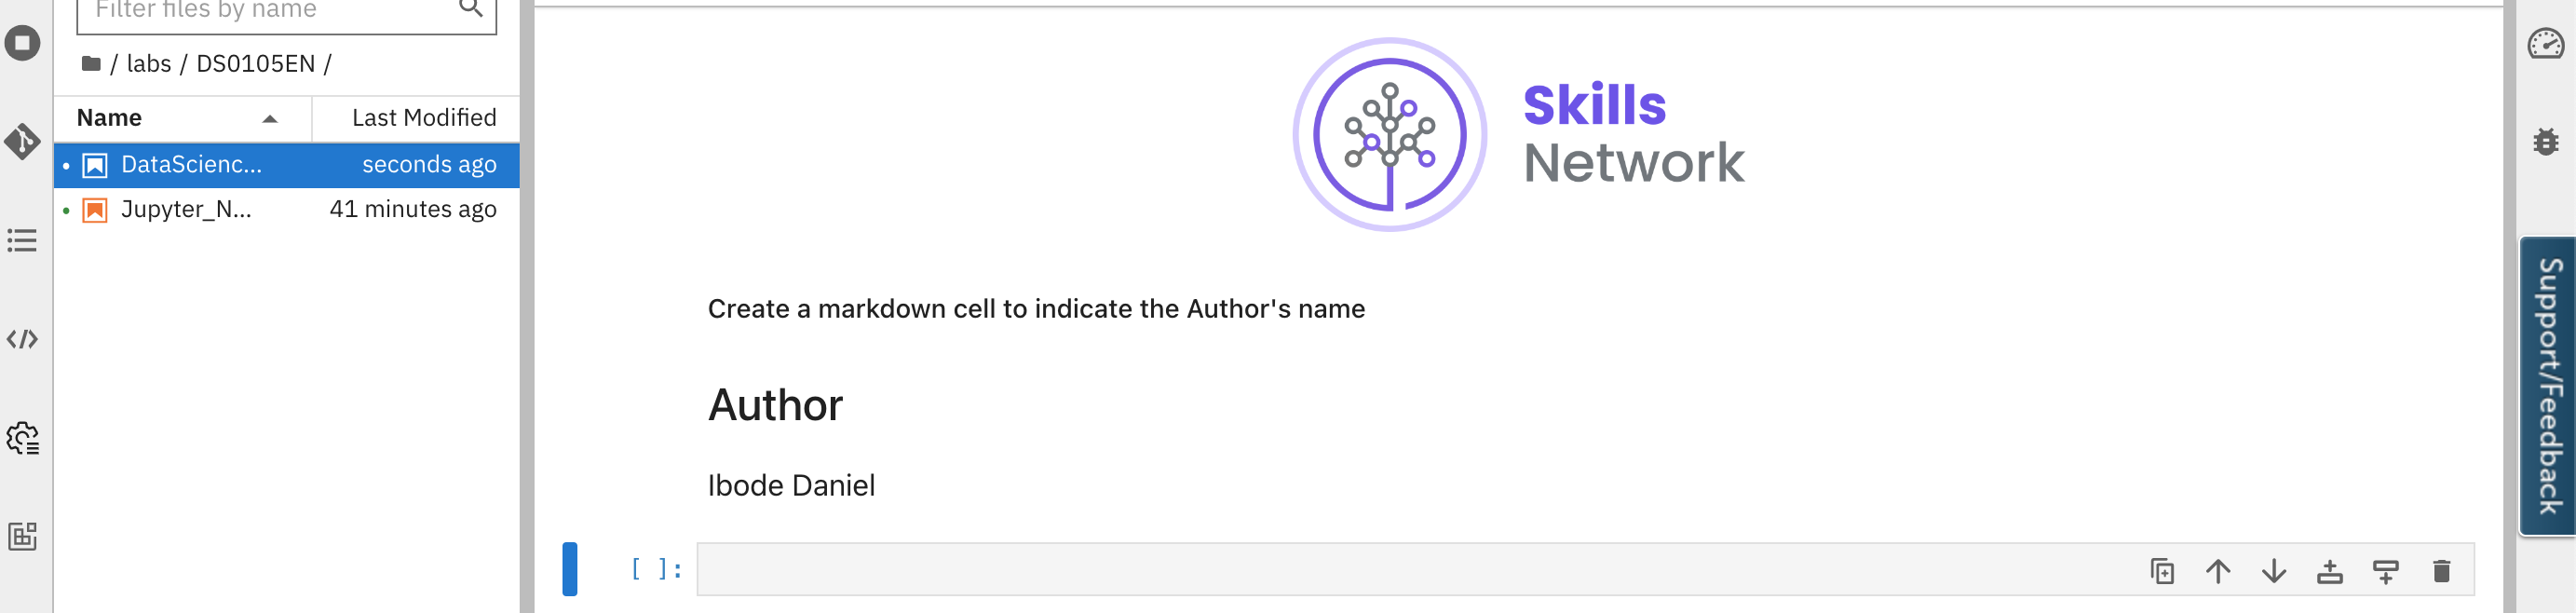 Filter files by name
/ labs / DS0105EN /
Name Last Modified
DataScienc... seconds ago
Jupyter_N... 41 minutes ago
Skills
Network
Create a markdown cell to indicate the Author's name
Author
Ibode Daniel
[ ]:
Support/Feedback